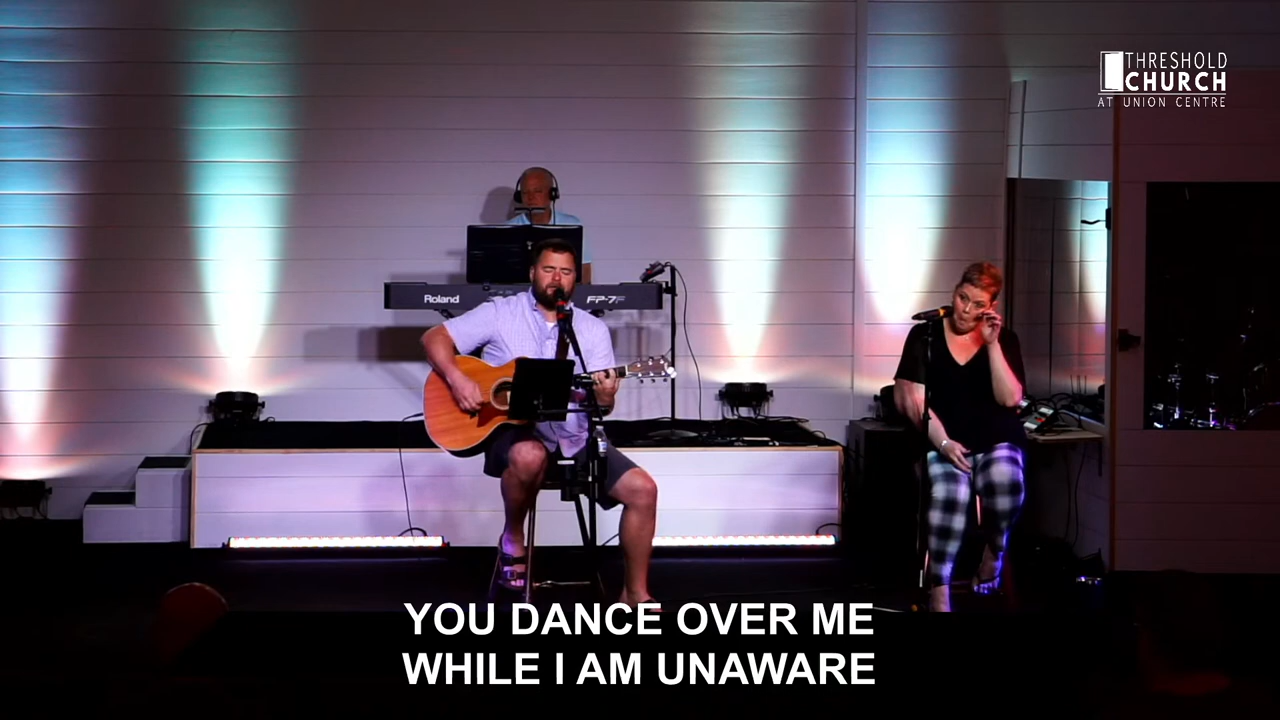 THRESHOLD
CHURCH
AT UNION CENTRE
Roland
FP-7F
YOU DANCE OVER ME
WHILE I AM UNAWARE